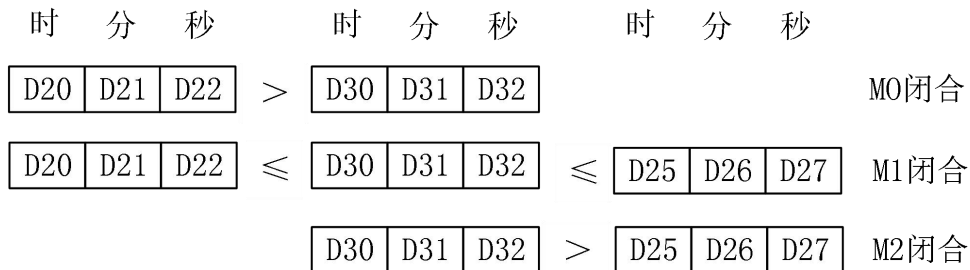 时 分 秒 时 分 秒 时 分 秒
D20 D21 D22 > D30 D31 D32 M0闭合
D20 D21 D22 ≤ D30 D31 D32 ≤ D25 D26 D27 M1闭合
D30 D31 D32 > D25 D26 D27 M2闭合